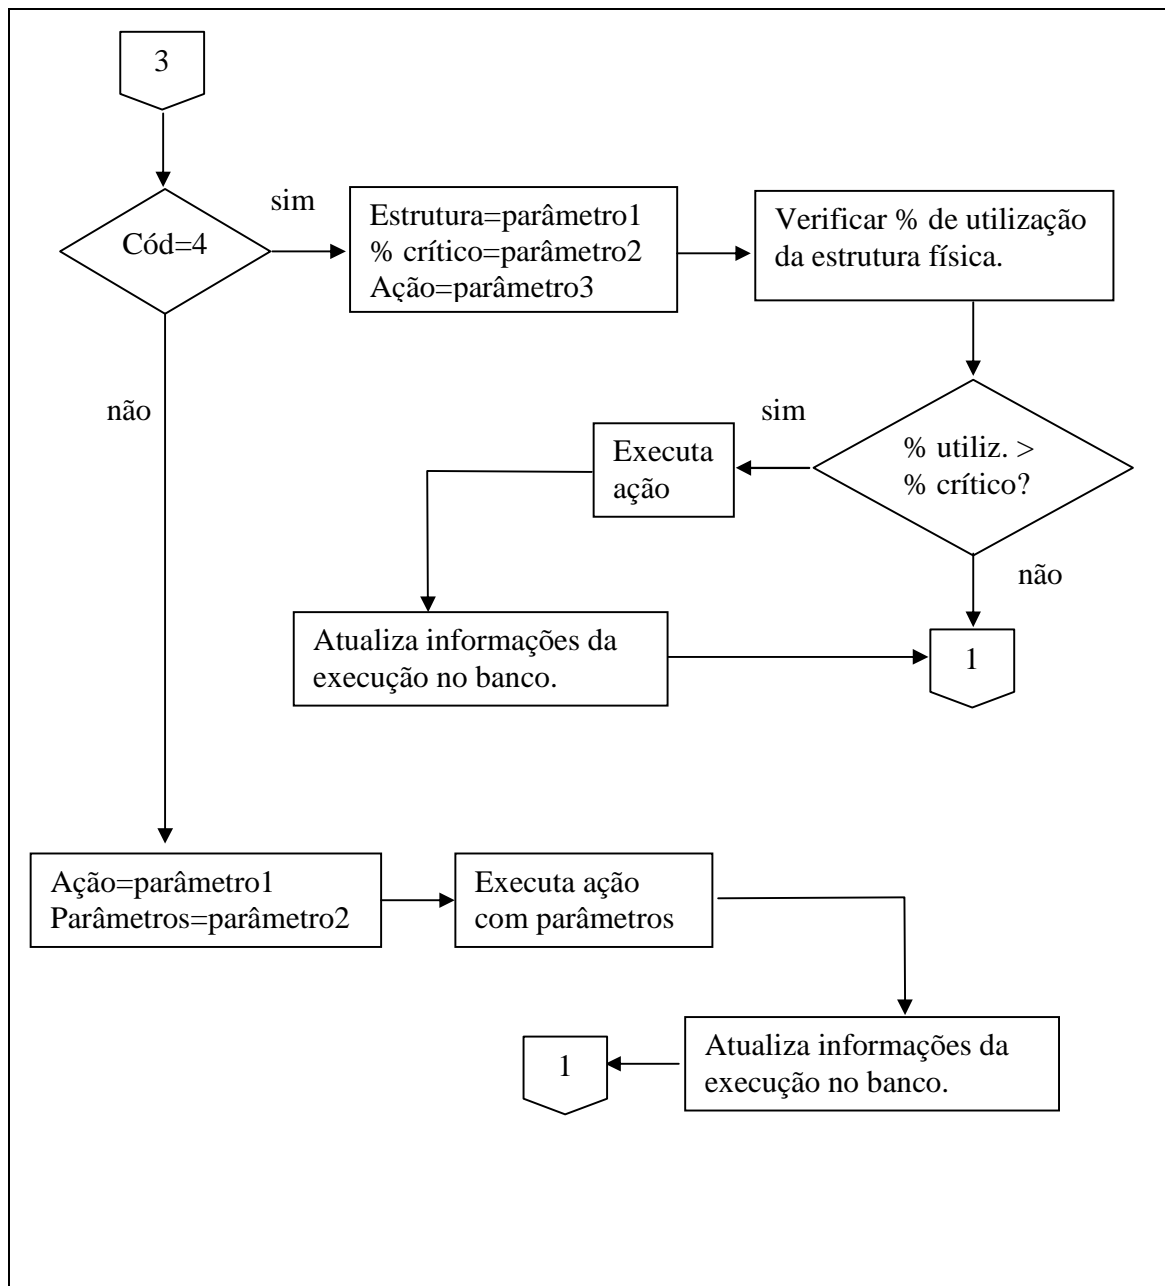 3
Cód=4
sim
Estrutura=parâmetro1
% crítico=parâmetro2
Ação=parâmetro3
Verificar % de utilização
da estrutura física.
não
sim
% utiliz. >
% crítico?
Executa
ação
não
Atualiza informações da
execução no banco.
1
Ação=parâmetro1
Parâmetros=parâmetro2
Executa ação
com parâmetros
Atualiza informações da
execução no banco.
1